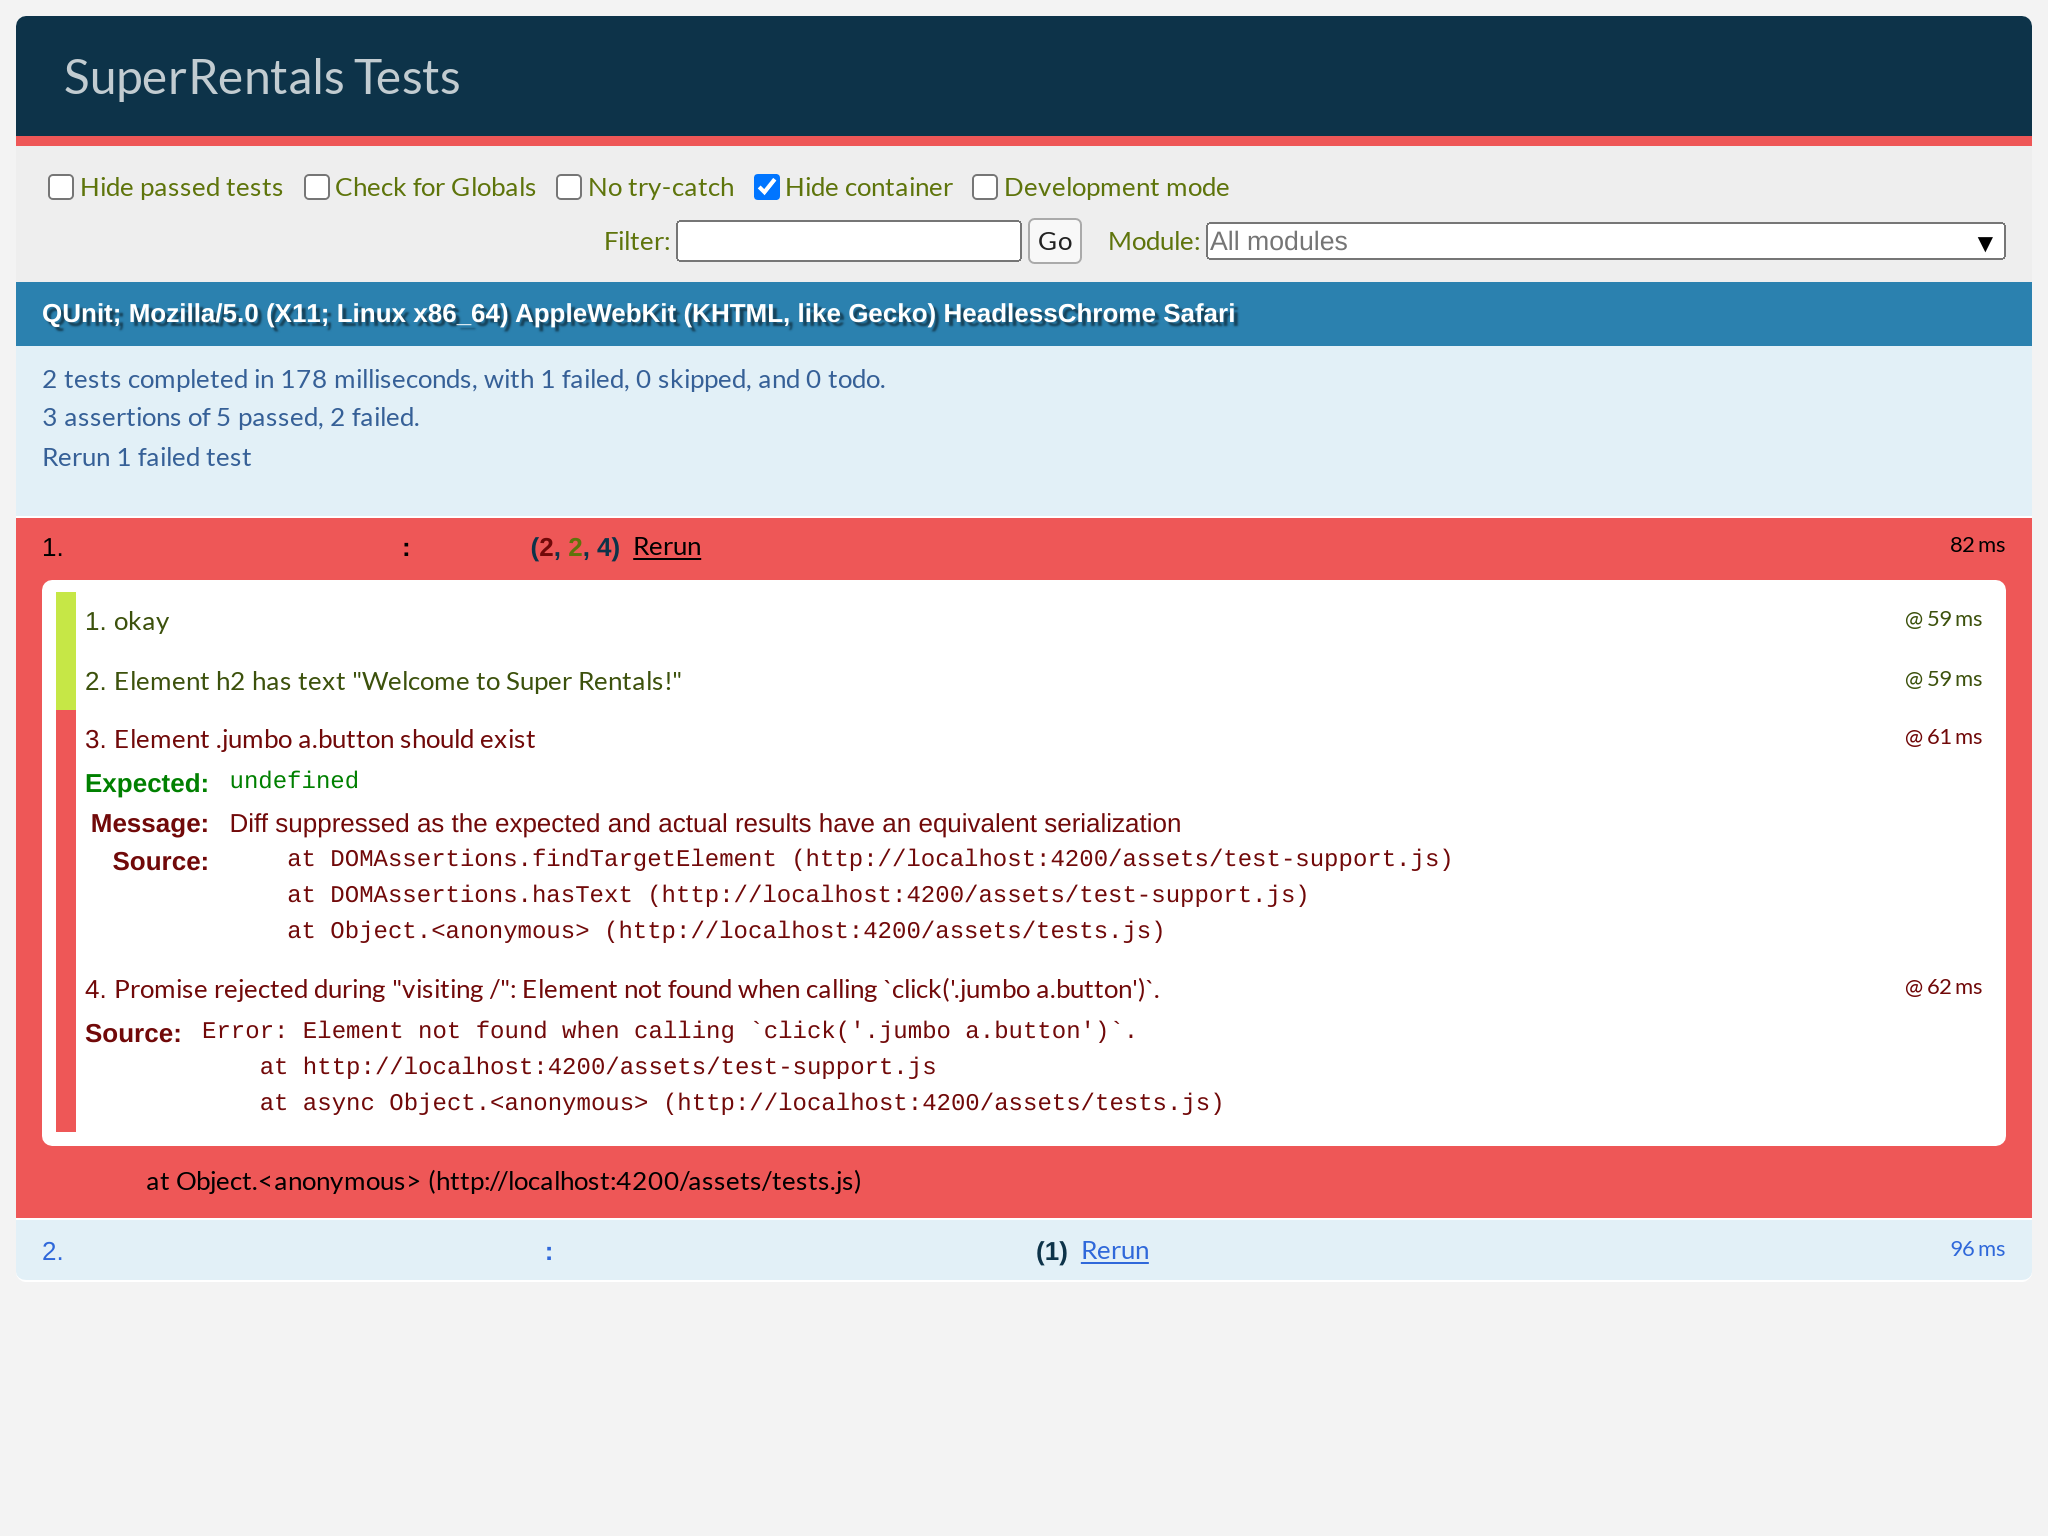 SuperRentals Tests
Hide passed tests Check for Globals No try-catch Hide container Development mode
Filter: Go Module: All modules ▼
QUnit; Mozilla/5.0 (X11; Linux x86_64) AppleWebKit (KHTML, like Gecko) HeadlessChrome Safari
2 tests completed in 178 milliseconds, with 1 failed, 0 skipped, and 0 todo.
3 assertions of 5 passed, 2 failed.
Rerun 1 failed test
1. : (2, 2, 4) Rerun 82 ms
1. okay @ 59 ms
2. Element h2 has text "Welcome to Super Rentals!" @ 59 ms
3. Element .jumbo a.button should exist @ 61 ms
Expected: undefined
Message: Diff suppressed as the expected and actual results have an equivalent serialization
Source: at DOMAssertions.findTargetElement (http://localhost:4200/assets/test-support.js)
at DOMAssertions.hasText (http://localhost:4200/assets/test-support.js)
at Object.<anonymous> (http://localhost:4200/assets/tests.js)
4. Promise rejected during "visiting /": Element not found when calling `click('.jumbo a.button')`. @ 62 ms
Source: Error: Element not found when calling `click('.jumbo a.button')`.
at http://localhost:4200/assets/test-support.js
at async Object.<anonymous> (http://localhost:4200/assets/tests.js)
at Object.<anonymous> (http://localhost:4200/assets/tests.js)
2. : (1) Rerun 96 ms